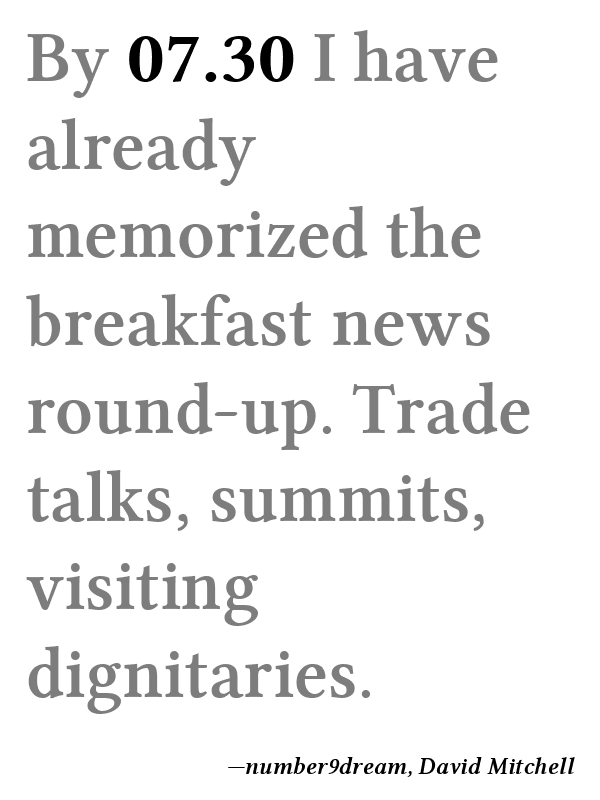 By 07.30 I have
already
memorized the
breakfast news
round-up. Trade
talks, summits,
visiting
dignitaries.
—number9dream, David Mitchell